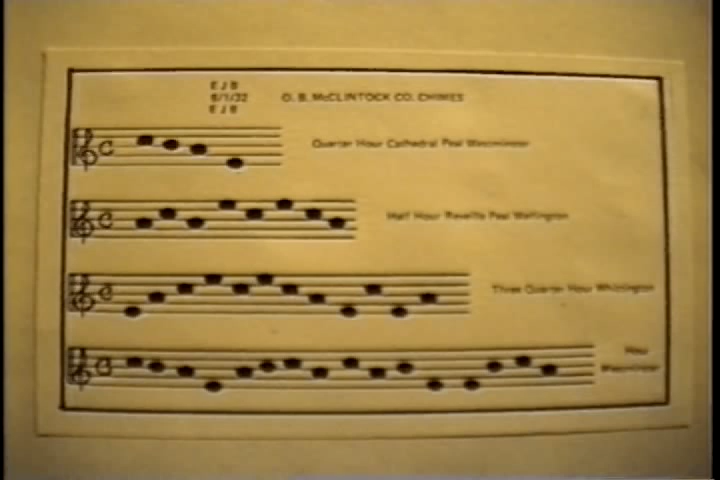 E J B
6/1/32 O. B. McCLINTOCK CO. CHIMES
E J B
Quarter Hour Cathedral Peal Westminster
Half Hour Reveille Peal Wellington
Three Quarter Hour Whittington
Hour
Westminster